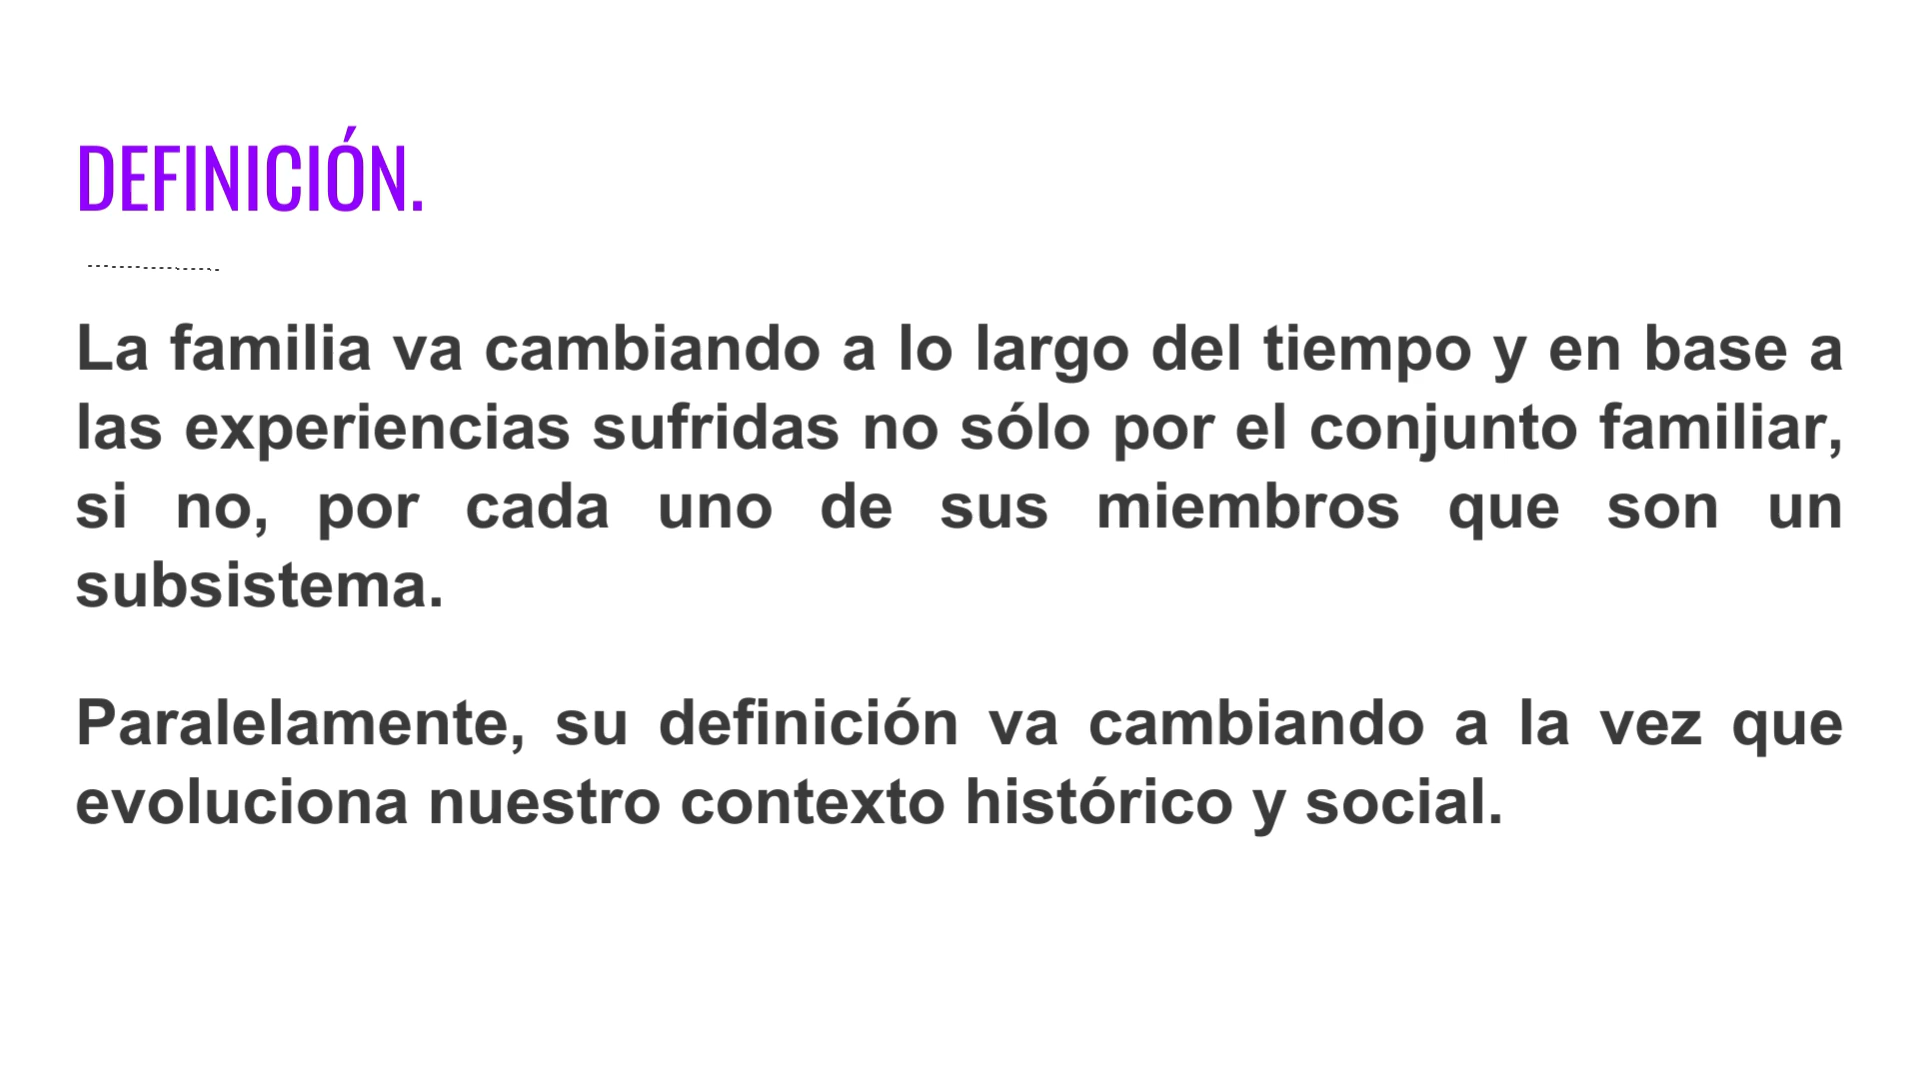 DEFINICIÓN.
La familia va cambiando a lo largo del tiempo y en base a
las experiencias sufridas no sólo por el conjunto familiar,
si no, por cada uno de sus miembros que son un
subsistema.
Paralelamente, su definición va cambiando a la vez que
evoluciona nuestro contexto histórico y social.